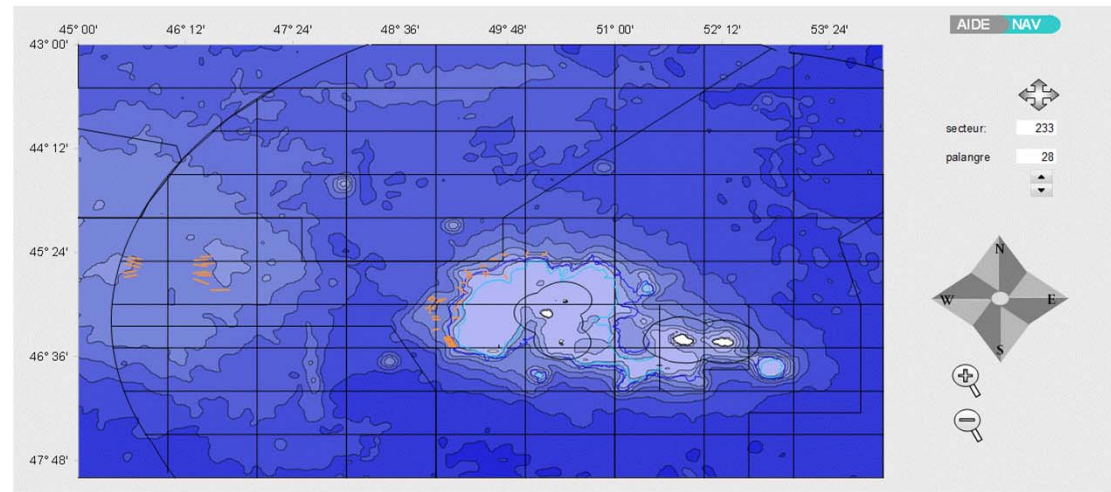 AIDE NAV
45° 00' 46° 12' 47° 24' 48° 36' 49° 48' 51° 00' 52° 12' 53° 24'
43° 00'
secteur: 233
44° 12'
palangre 28
45° 24'
N
W E
S
46° 36'
47° 48'